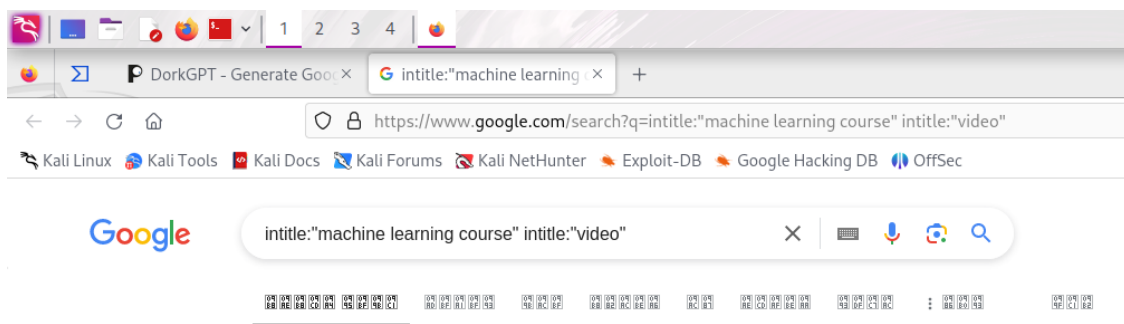 1 2 3 4
DorkGPT - Generate Goo
intitle:"machine learning
https://www.google.com/search?q=intitle:"machine learning course" intitle:"video"
Kali Linux Kali Tools Kali Docs Kali Forums Kali NetHunter Exploit-DB Google Hacking DB OffSec
Google
intitle:"machine learning course" intitle:"video"